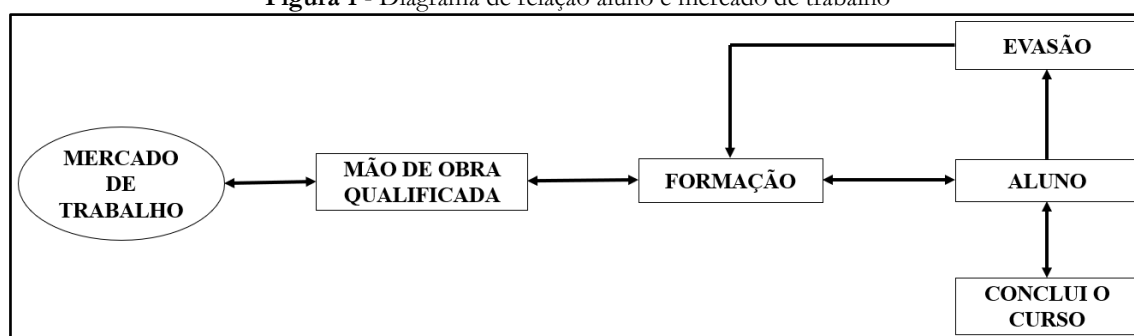 Figura 1 - Diagrama de relação aluno e mercado de trabalho
EVASÃO
MERCADO
DE
TRABALHO
MÃO DE OBRA
QUALIFICADA
FORMAÇÃO
ALUNO
CONCLUI O
CURSO